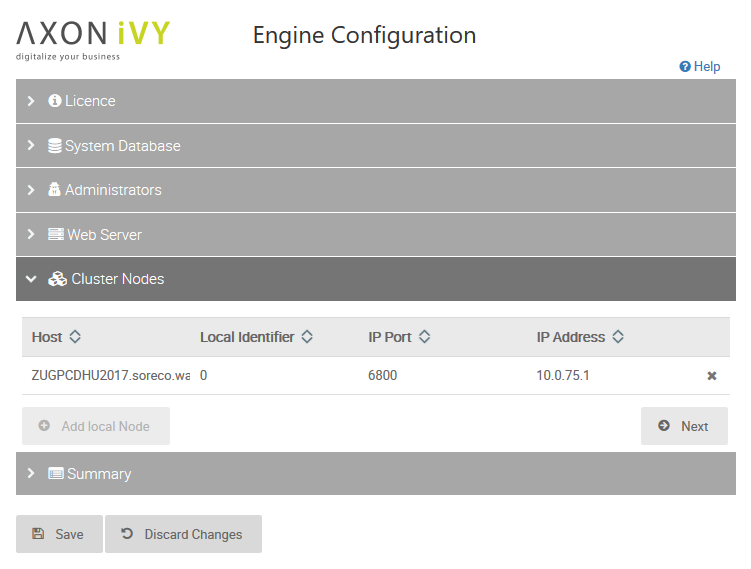 AXON iVY
digitalize your business
Engine Configuration
Help
Licence
System Database
Administrators
Web Server
Cluster Nodes
Host Local Identifier IP Port IP Address
ZUGPCDHU2017.soreco.wa 0 6800 10.0.75.1
Add local Node Next
Summary
Save Discard Changes